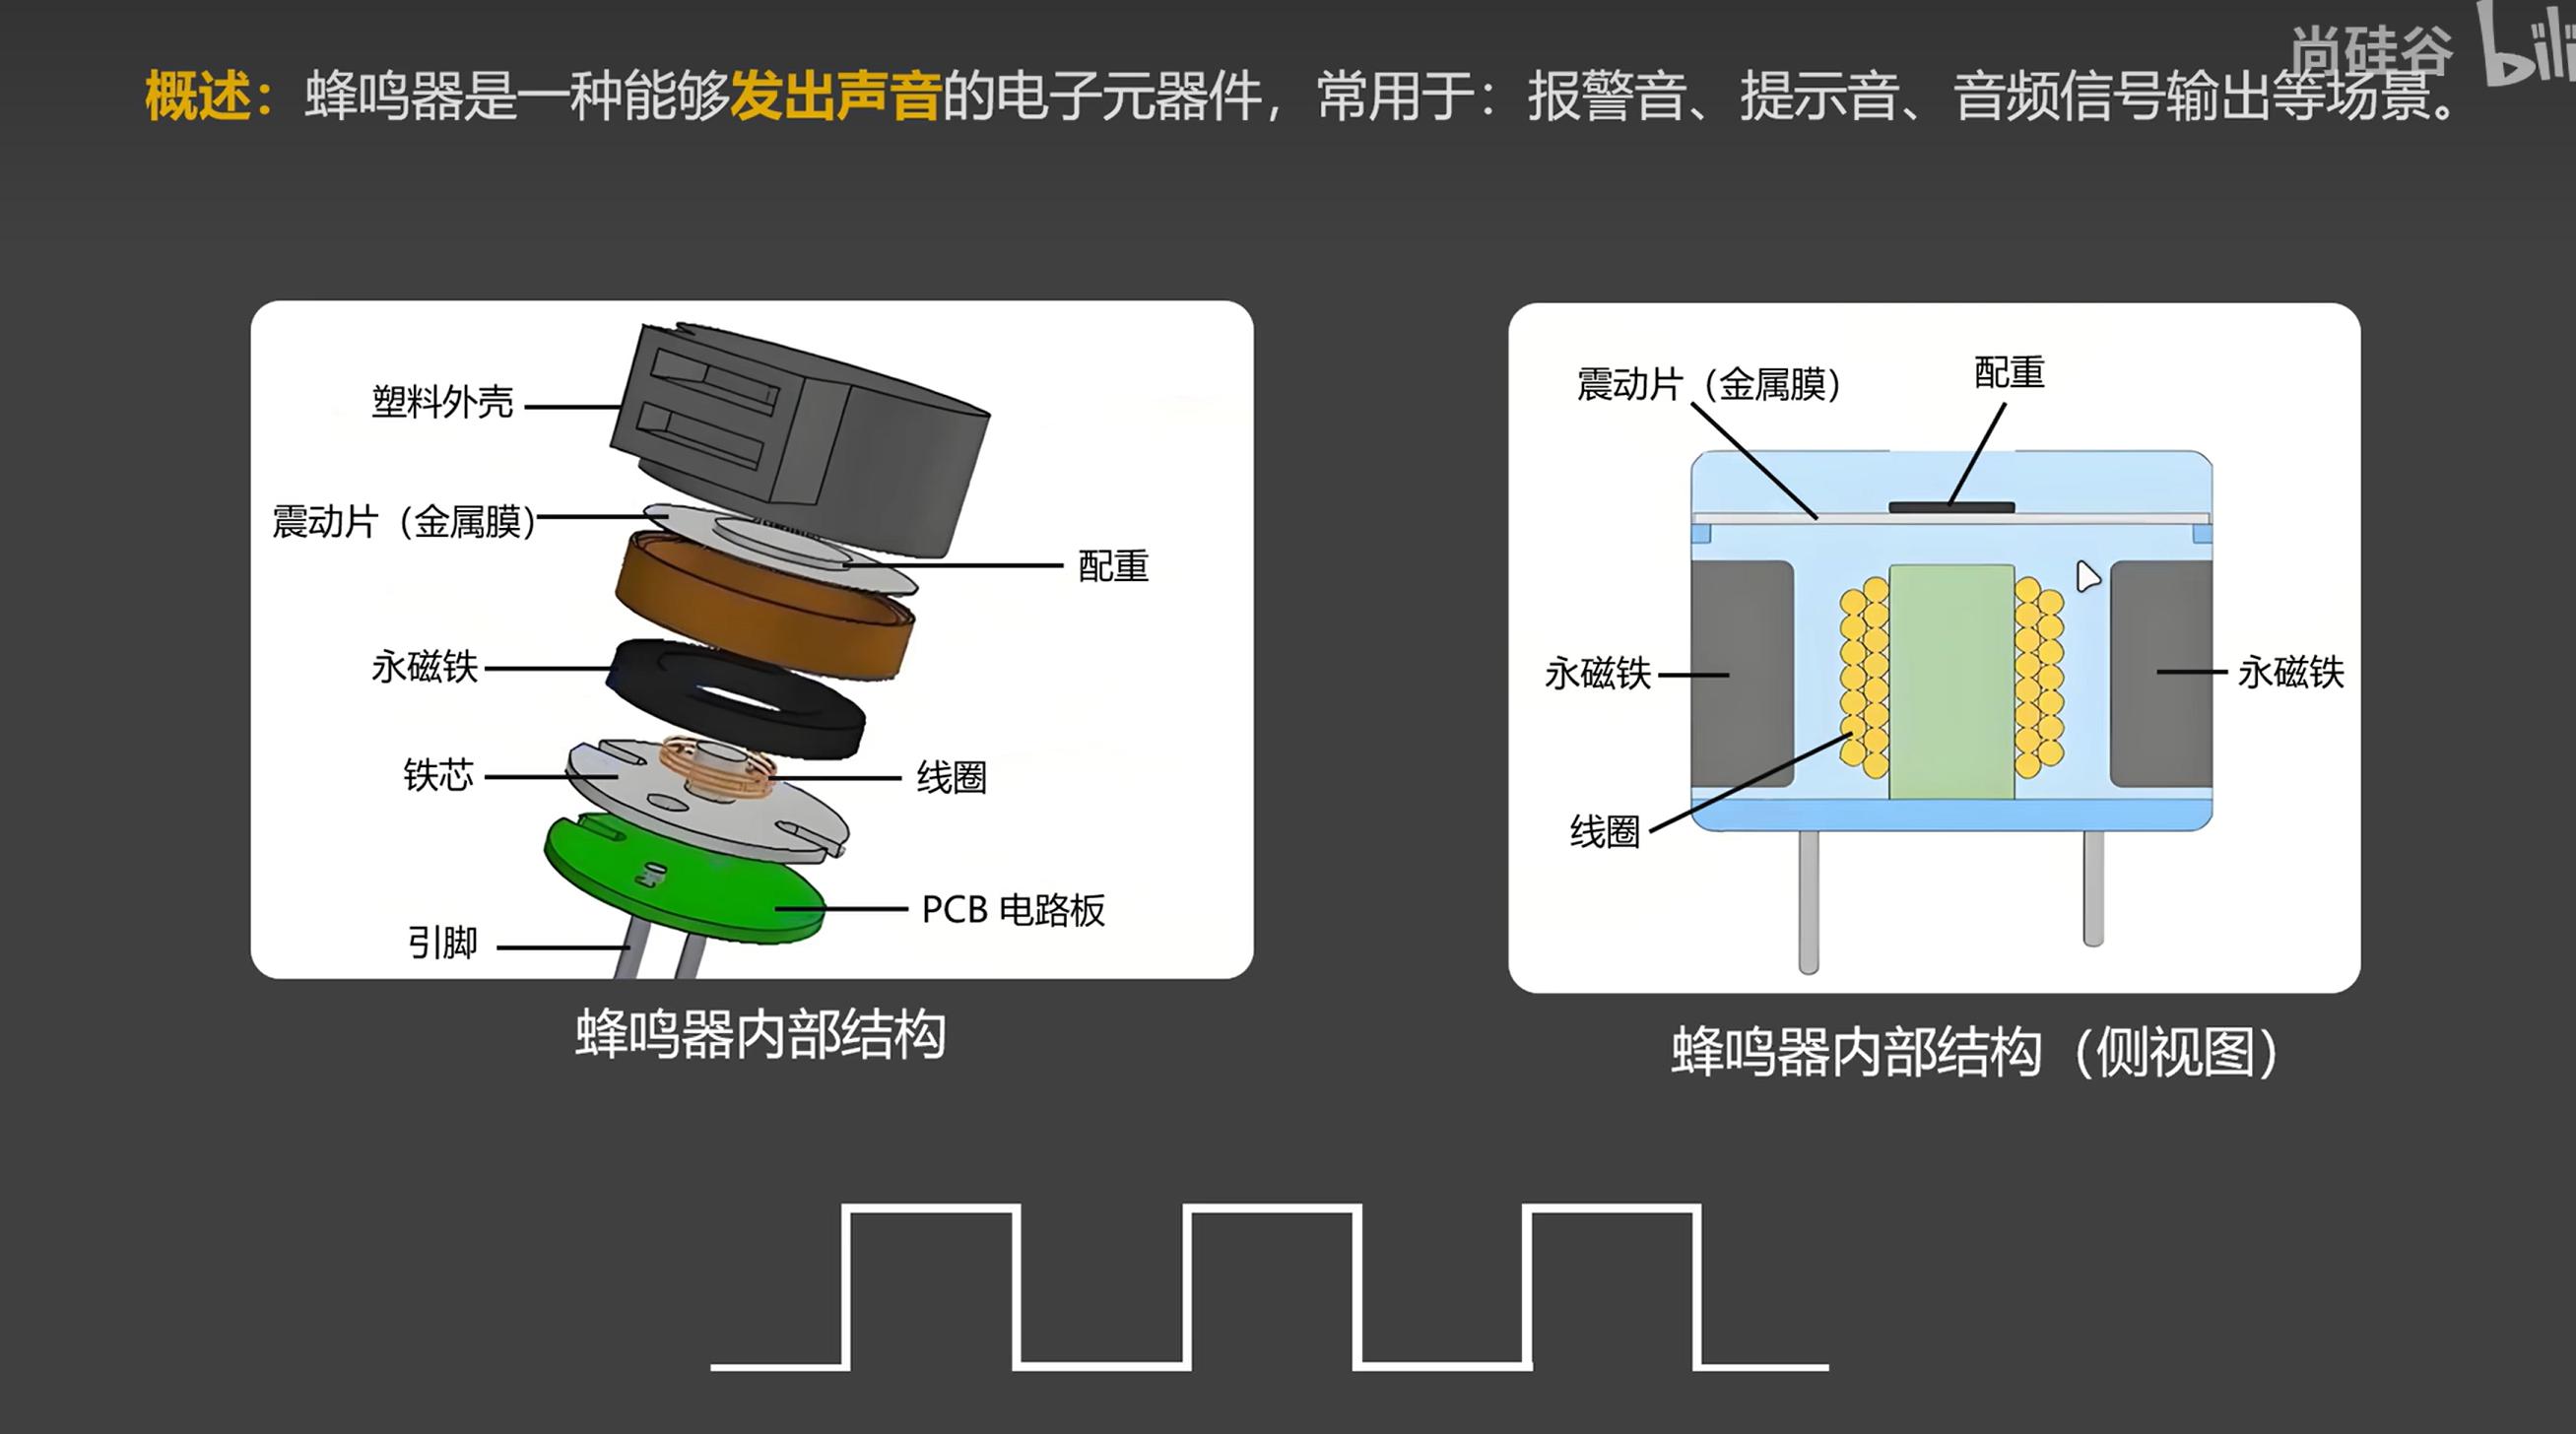 尚硅谷 bili
概述：蜂鸣器是一种能够发出声音的电子元器件，常用于：报警音、提示音、音频信号输出等场景。
塑料外壳
震动片（金属膜）
配重
永磁铁
铁芯
线圈
PCB 电路板
引脚
蜂鸣器内部结构
震动片（金属膜）
配重
永磁铁
永磁铁
线圈
蜂鸣器内部结构（侧视图）